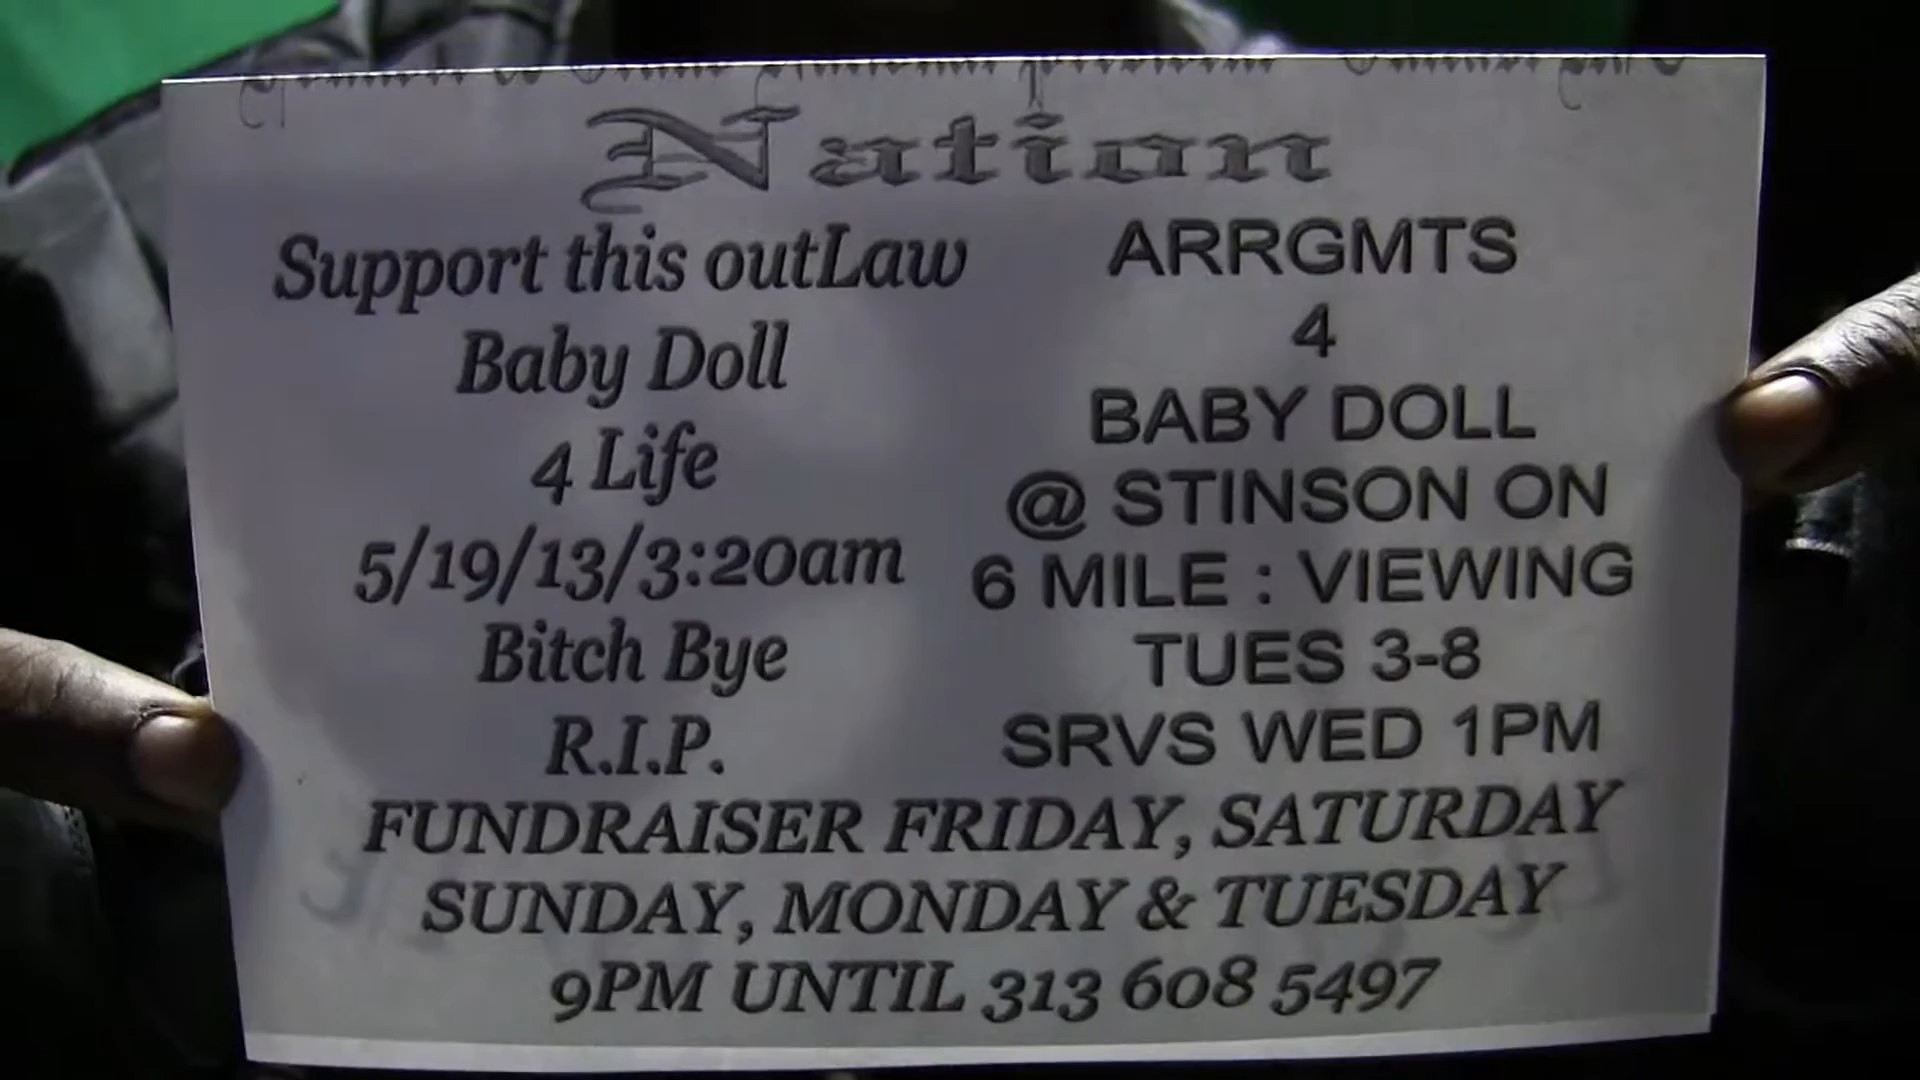 Nation
Support this outLaw
Baby Doll
4 Life
5/19/13/3:20am
Bitch Bye
R.I.P.
ARRGMTS
4
BABY DOLL
@ STINSON ON
6 MILE : VIEWING
TUES 3-8
SRVS WED 1PM
FUNDRAISER FRIDAY, SATURDAY
SUNDAY, MONDAY & TUESDAY
9PM UNTIL 313 608 5497